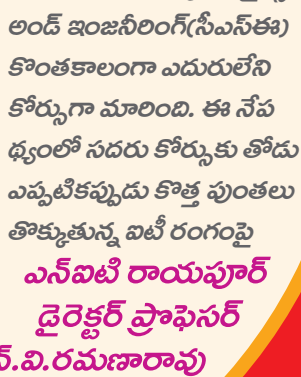 అండ్ ఇంజనీరింగ్(సీఎస్ఈ)
కొంతకాలంగా ఎదురులేని
కోర్సుగా మారింది. ఈ నేప
థ్యంలో సదరు కోర్సుకు తోడు
ఎప్పటికప్పుడు కొత్త పుంతలు
తొక్కుతున్న ఐటీ రంగంపై
ఎన్ఐటి రాయపూర్
డైరెక్టర్ ప్రొఫెసర్
.వి.రమణారావు